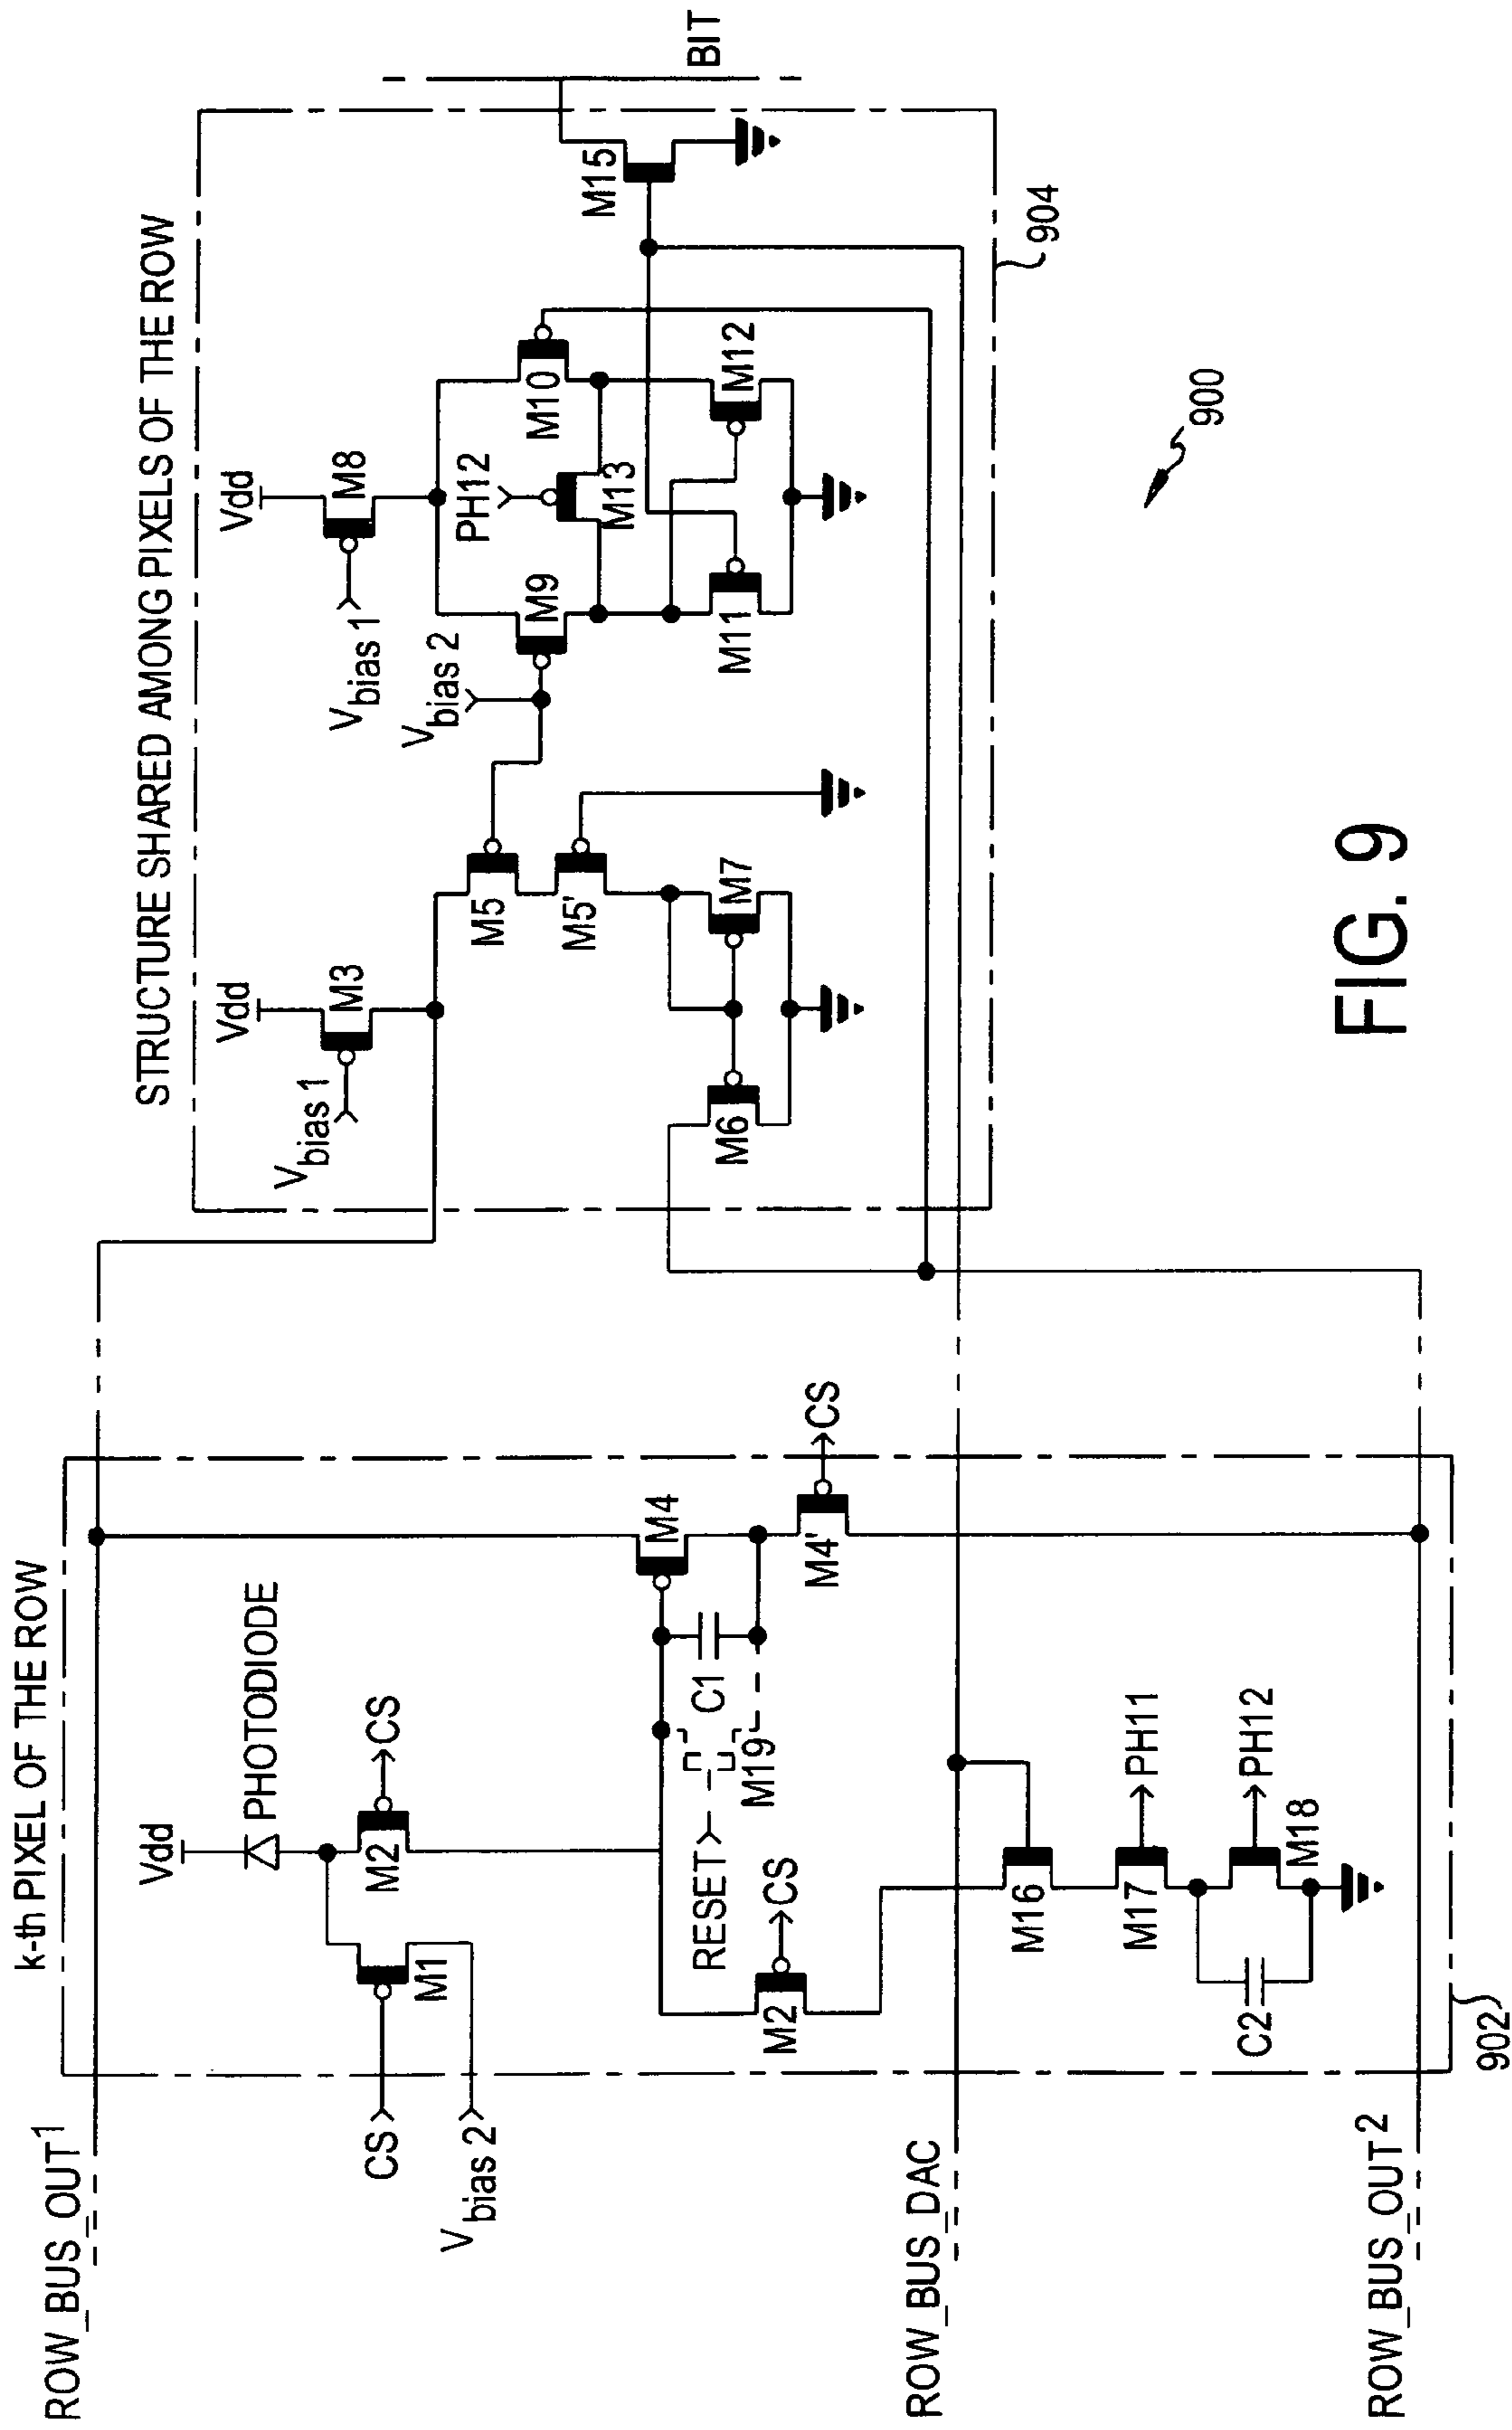 ROW_BUS_OUT1
k-th PIXEL OF THE ROW
Vdd
PHOTODIODE
CS
M1
M2
CS
Vbias 2
M4
C1
RESET
M19
M2
CS
M4'
CS
ROW_BUS_DAC
M16
M17
PH11
PH12
M18
C2
ROW_BUS_OUT2
902
STRUCTURE SHARED AMONG PIXELS OF THE ROW
Vdd
M3
Vbias 1
Vdd
M8
Vbias 1
Vbias 2
M9
PH12
M13
M10
M5
M5'
M6
M7
M11
M12
M15
BIT
904
900
FIG. 9